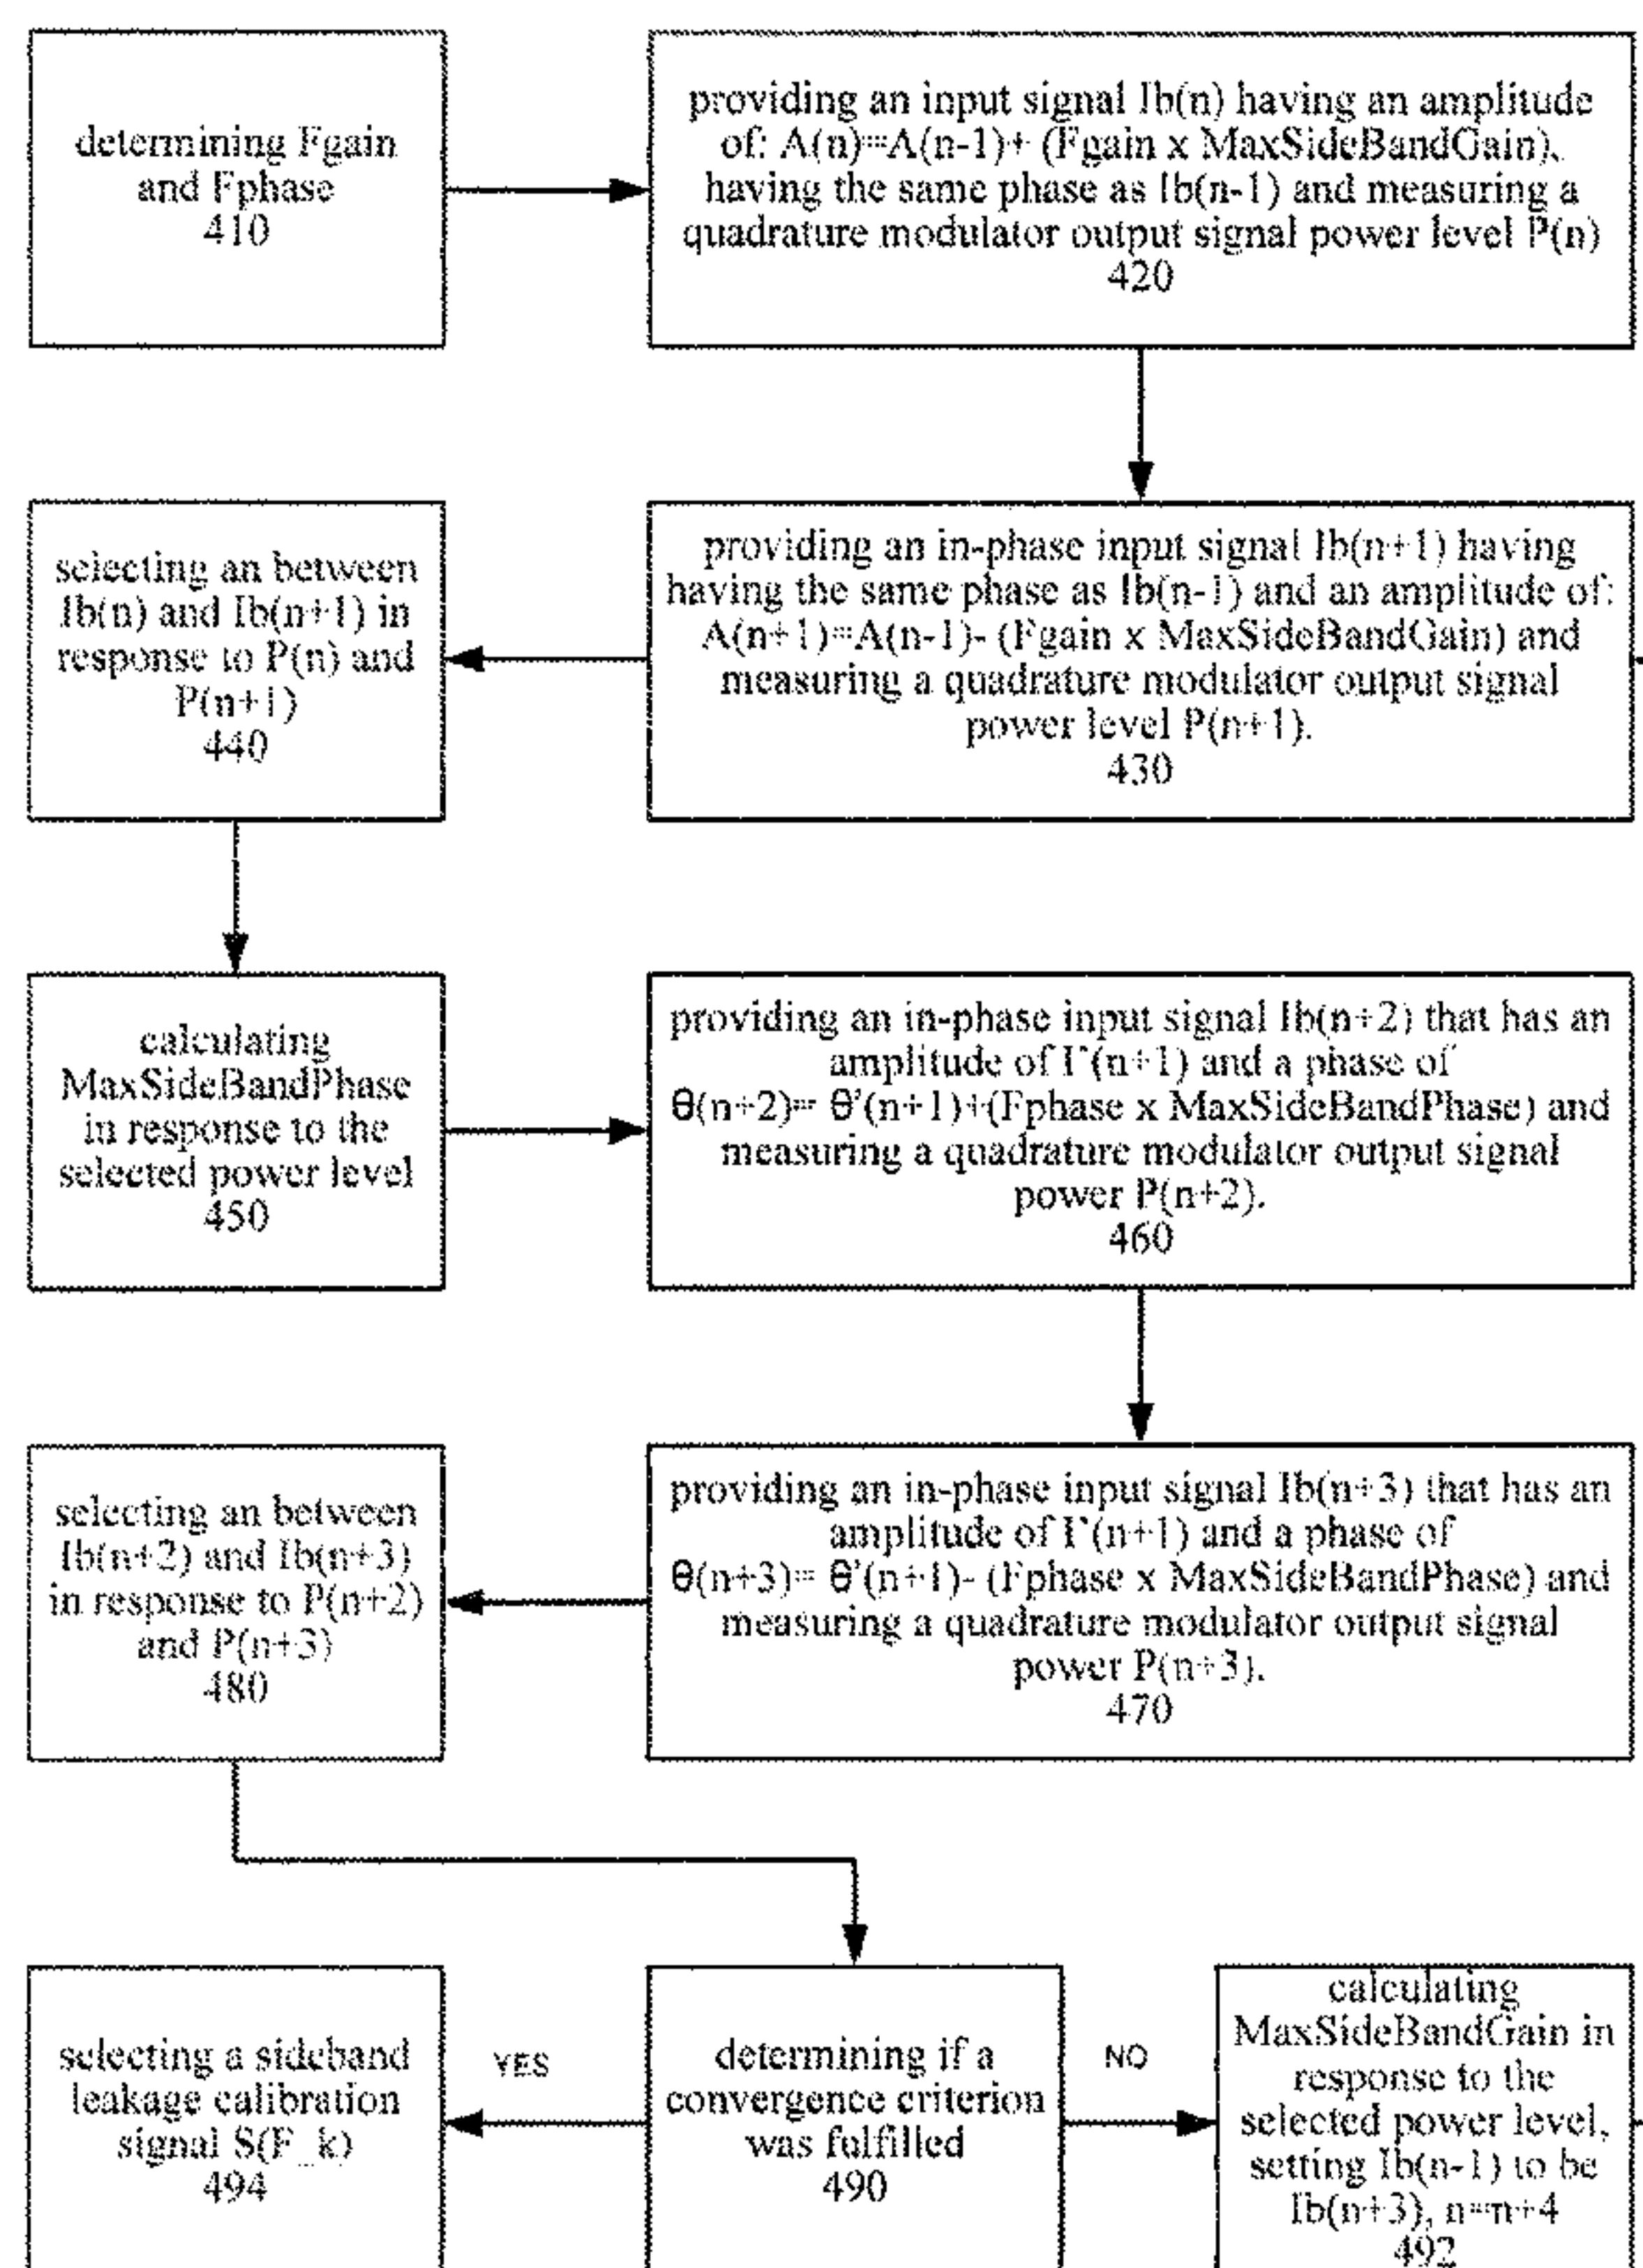 determining Fgain
and Fphase
410
providing an input signal Ib(n) having an amplitude
of: A(n)=A(n-1)+ (Fgain x MaxSideBandGain),
having the same phase as Ib(n-1) and measuring a
quadrature modulator output signal power level P(n)
420
providing an in-phase input signal Ib(n+1) having
having the same phase as Ib(n-1) and an amplitude of:
A(n+1)=A(n-1)- (Fgain x MaxSideBandGain) and
measuring a quadrature modulator output signal
power level P(n+1).
430
selecting an between
Ib(n) and Ib(n+1) in
response to P(n) and
P(n+1)
440
calculating
MaxSideBandPhase
in response to the
selected power level
450
providing an in-phase input signal Ib(n+2) that has an
amplitude of I'(n+1) and a phase of
θ(n+2)= θ'(n+1)+(Fphase x MaxSideBandPhase) and
measuring a quadrature modulator output signal
power P(n+2).
460
providing an in-phase input signal Ib(n+3) that has an
amplitude of I'(n+1) and a phase of
θ(n+3)= θ'(n+1)- (Fphase x MaxSideBandPhase) and
measuring a quadrature modulator output signal
power P(n+3).
470
selecting an between
Ib(n+2) and Ib(n+3)
in response to P(n+2)
and P(n+3)
480
determining if a
convergence criterion
was fulfilled
490
YES
selecting a sideband
leakage calibration
signal S(F_k)
494
NO
calculating
MaxSideBandGain in
response to the
selected power level,
setting Ib(n-1) to be
Ib(n+3), n=n+4
492